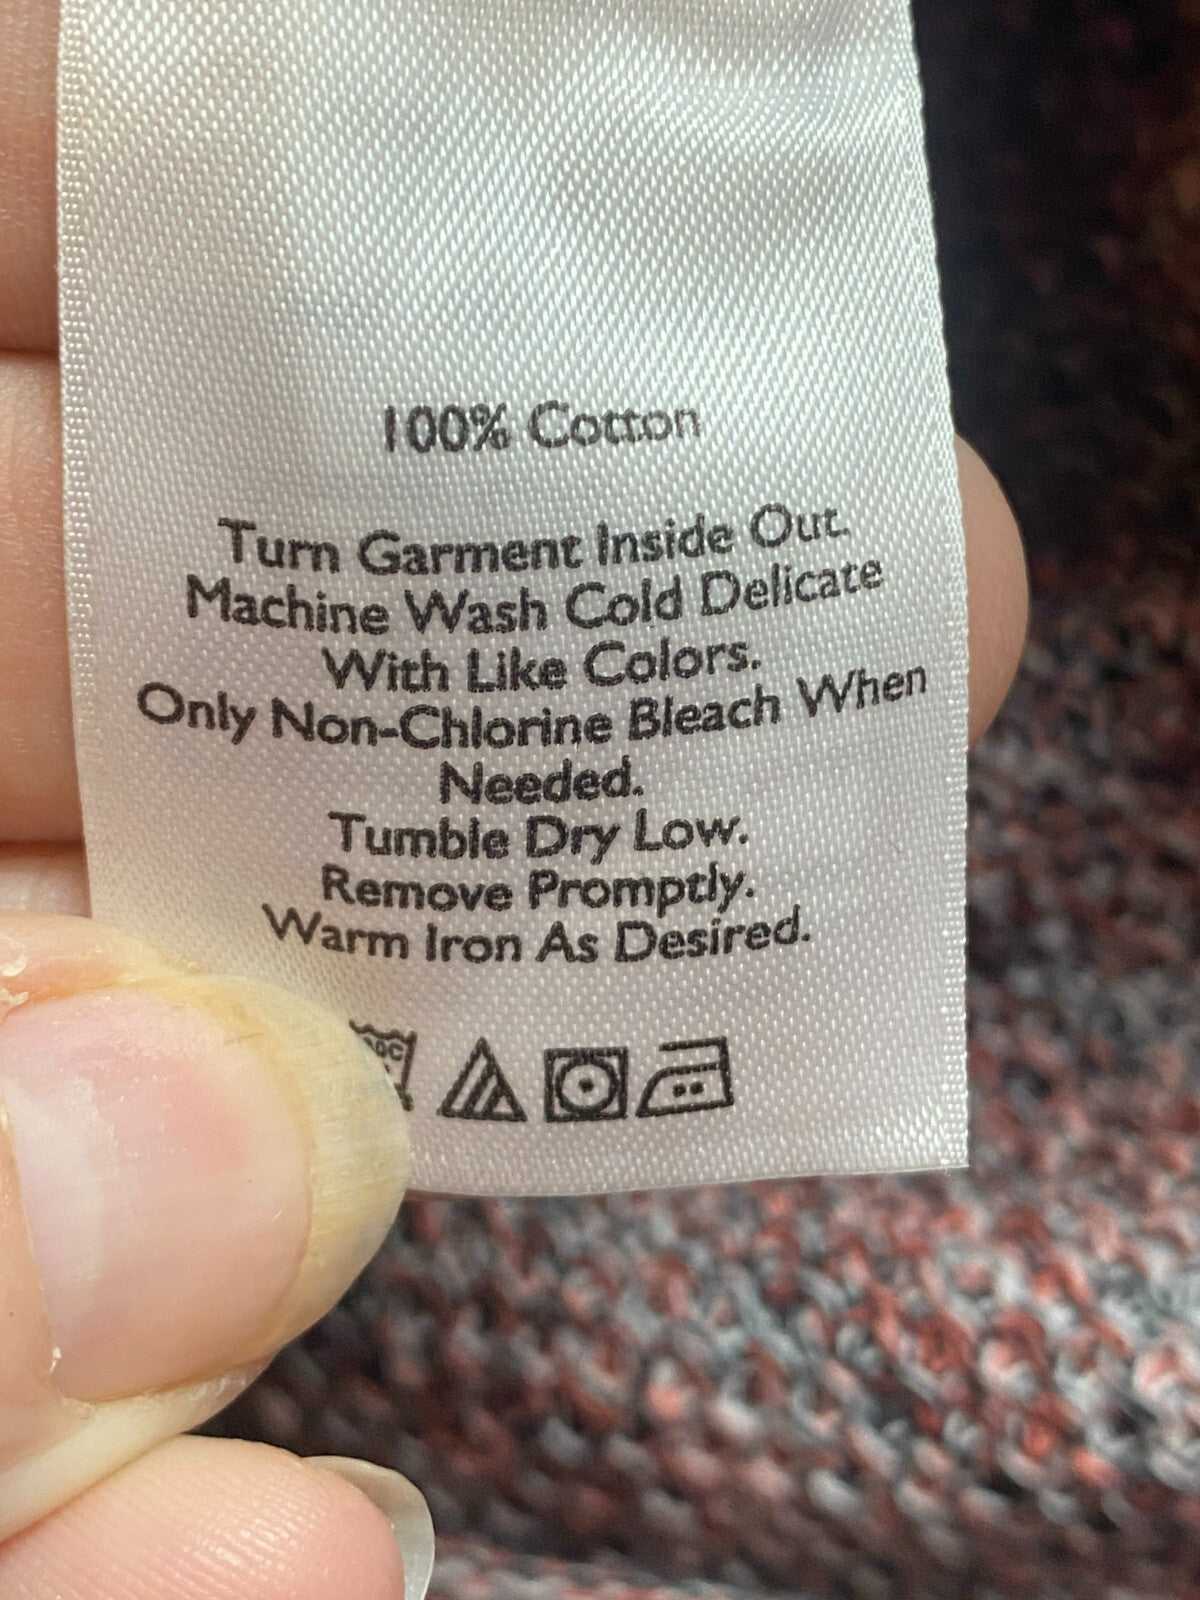 100% Cotton
Turn Garment Inside Out.
Machine Wash Cold Delicate
With Like Colors.
Only Non-Chlorine Bleach When
Needed.
Tumble Dry Low.
Remove Promptly.
Warm Iron As Desired.